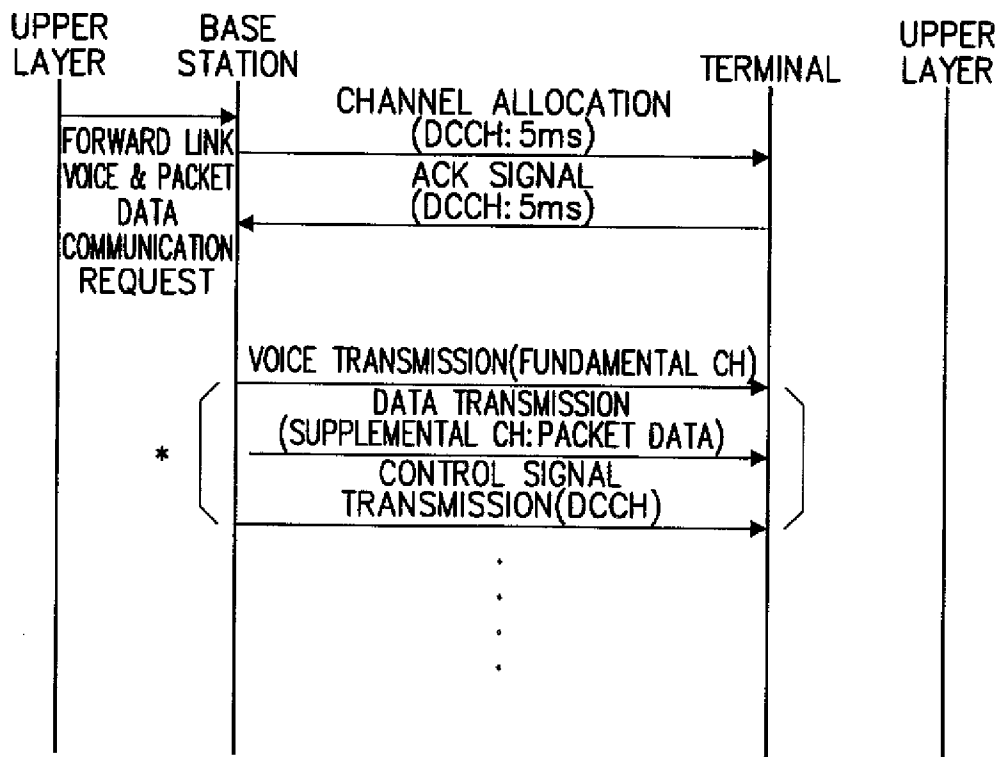 UPPER
LAYER
BASE
STATION
TERMINAL
UPPER
LAYER
CHANNEL ALLOCATION
(DCCH: 5ms)
FORWARD LINK
VOICE & PACKET
DATA
COMMUNICATION
REQUEST
ACK SIGNAL
(DCCH: 5ms)
VOICE TRANSMISSION(FUNDAMENTAL CH)
DATA TRANSMISSION
(SUPPLEMENTAL CH:PACKET DATA)
*
CONTROL SIGNAL
TRANSMISSION(DCCH)